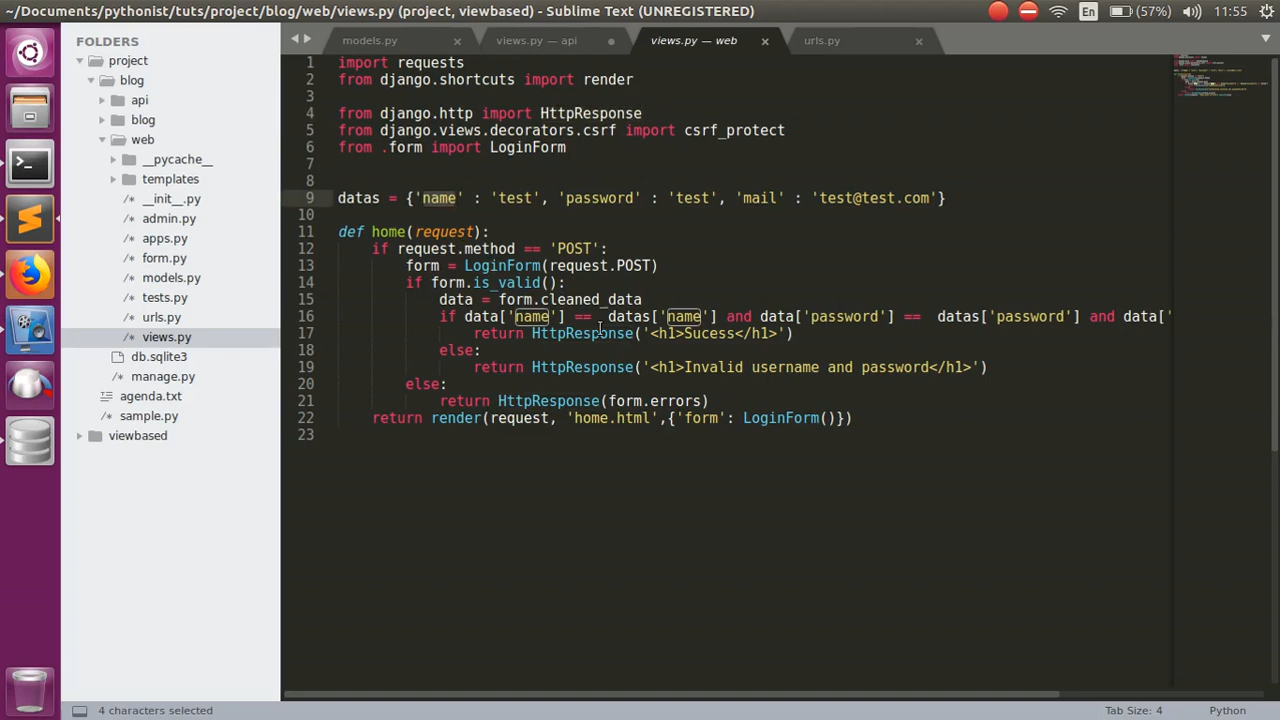 ~/Documents/pythonist/tuts/project/blog/web/views.py (project, viewbased) - Sublime Text (UNREGISTERED)
En (57%) 11:55
FOLDERS
project
blog
api
blog
web
__pycache__
templates
/* __init__.py
/* admin.py
/* apps.py
/* form.py
/* models.py
/* tests.py
/* urls.py
/* views.py
db.sqlite3
/* manage.py
agenda.txt
/* sample.py
viewbased
models.py × views.py — api views.py — web × urls.py ×
1 import requests
2 from django.shortcuts import render
3
4 from django.http import HttpResponse
5 from django.views.decorators.csrf import csrf_protect
6 from .form import LoginForm
7
8
9 datas = {'name' : 'test', 'password' : 'test', 'mail' : 'test@test.com'}
10
11 def home(request):
12 if request.method == 'POST':
13 form = LoginForm(request.POST)
14 if form.is_valid():
15 data = form.cleaned_data
16 if data['name'] == datas['name'] and data['password'] == datas['password'] and data['
17 return HttpResponse('<h1>Sucess</h1>')
18 else:
19 return HttpResponse('<h1>Invalid username and password</h1>')
20 else:
21 return HttpResponse(form.errors)
22 return render(request, 'home.html',{'form': LoginForm()})
23
4 characters selected
Tab Size: 4 Python